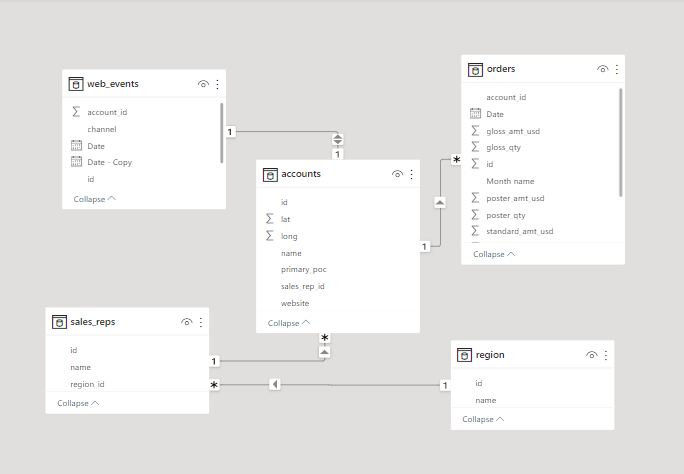 web_events
account_id
channel
Date
Date - Copy
id
Collapse
1
1
orders
account_id
Date
gloss_amt_usd
gloss_qty
id
Month name
poster_amt_usd
poster_qty
standard_amt_usd
Collapse
*
1
accounts
id
lat
long
name
primary_poc
sales_rep_id
website
Collapse
*
sales_reps
id
name
region_id
Collapse
1
*
1
region
id
name
Collapse